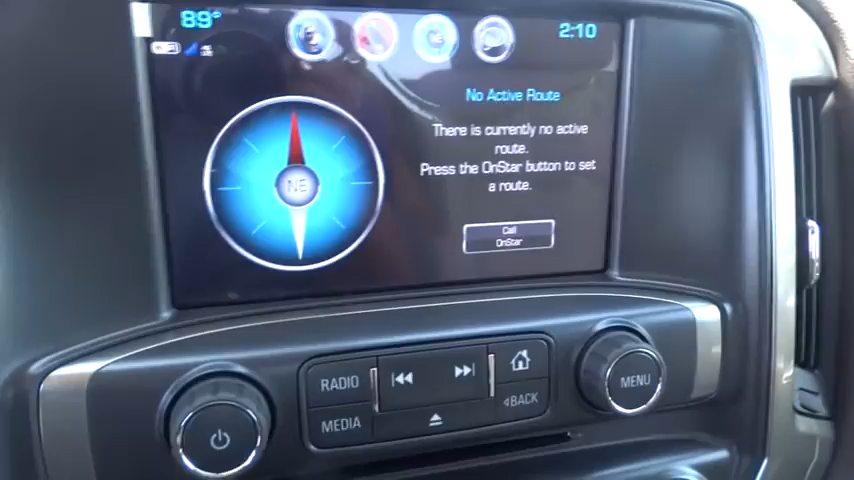 89°
2:10
No Active Route
There is currently no active
route.
Press the OnStar button to set
a route.
NE
Call
OnStar
RADIO
MEDIA
BACK
MENU